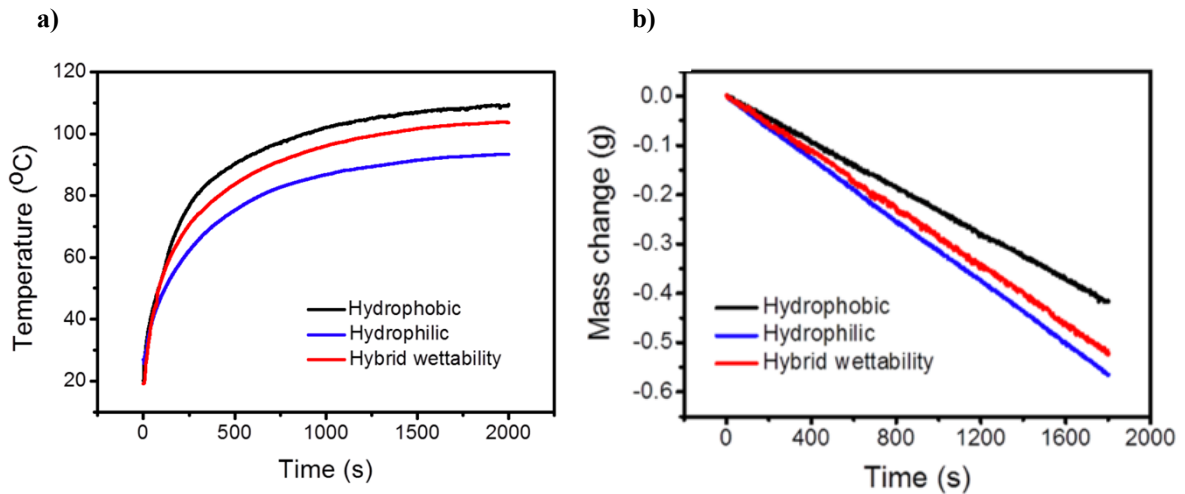 a)
120
100
80
60
40
20
Temperature (⁰C)
Hydrophobic
Hydrophilic
Hybrid wettability
0 500 1000 1500 2000
Time (s)
b)
0.0
-0.1
-0.2
-0.3
-0.4
-0.5
-0.6
Mass change (g)
Hydrophobic
Hydrophilic
Hybrid wettability
0 400 800 1200 1600 2000
Time (s)